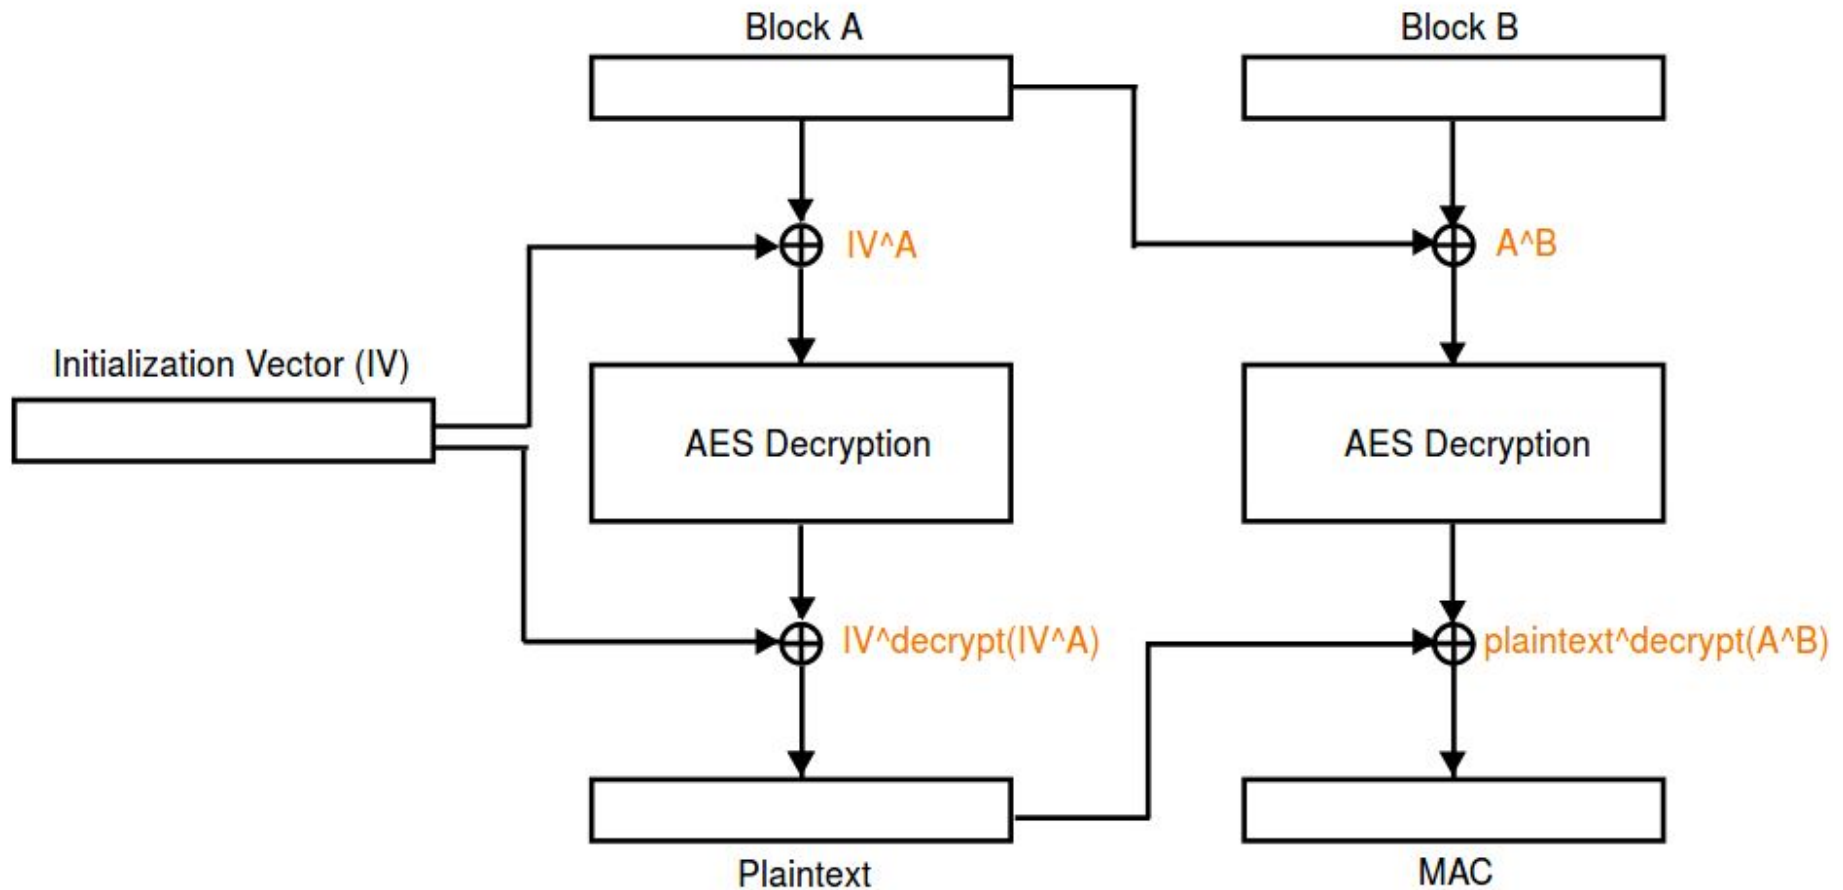 Block A
Block B
IV^A
A^B
Initialization Vector (IV)
AES Decryption
AES Decryption
IV^decrypt(IV^A)
plaintext^decrypt(A^B)
Plaintext
MAC